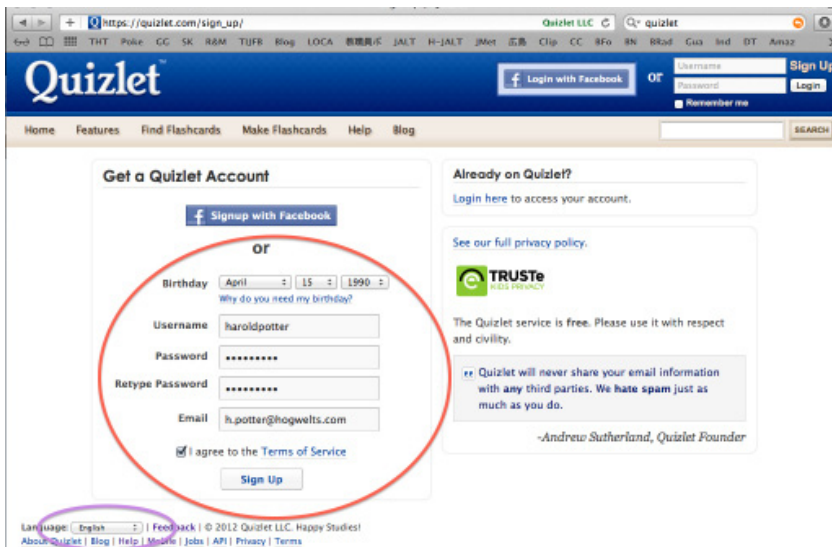 https://quizlet.com/sign_up/ Quizlet LLC quizlet
THT Poke CC SK R&M TUFB Blog LOCA JALT H-JALT JMet 広島 Clip CC BFo BN BRad Gua Ind DT Amaz
Quizlet
Login with Facebook or Username Password Remember me Sign Up Login
Home Features Find Flashcards Make Flashcards Help Blog SEARCH
Get a Quizlet Account
Signup with Facebook
or
Birthday April 15 1990
Why do you need my birthday?
Username haroldpotter
Password •••••••••
Retype Password •••••••••
Email h.potter@hogwelts.com
I agree to the Terms of Service
Sign Up
Already on Quizlet?
Login here to access your account.
See our full privacy policy.
TRUSTe
KIDS PRIVACY
The Quizlet service is free. Please use it with respect
and civility.
Quizlet will never share your email information
with any third parties. We hate spam just as
much as you do.
-Andrew Sutherland, Quizlet Founder
Language: English | Feedback | © 2012 Quizlet LLC. Happy Studies!
About Quizlet | Blog | Help | Mobile | Jobs | API | Privacy | Terms